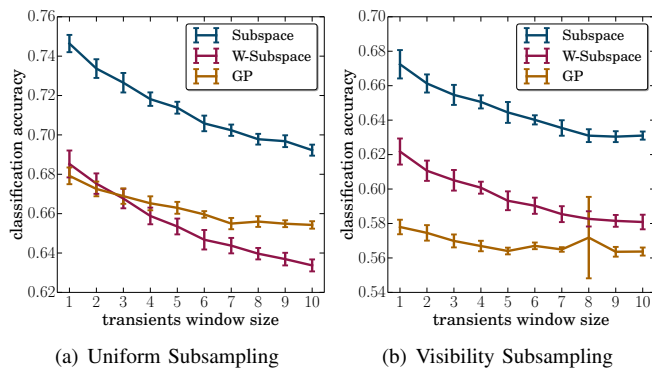 0.76
0.74
0.72
0.70
0.68
0.66
0.64
0.62
classification accuracy
Subspace
W-Subspace
GP
1 2 3 4 5 6 7 8 9 10
transients window size
(a) Uniform Subsampling
0.70
0.68
0.66
0.64
0.62
0.60
0.58
0.56
0.54
classification accuracy
Subspace
W-Subspace
GP
1 2 3 4 5 6 7 8 9 10
transients window size
(b) Visibility Subsampling